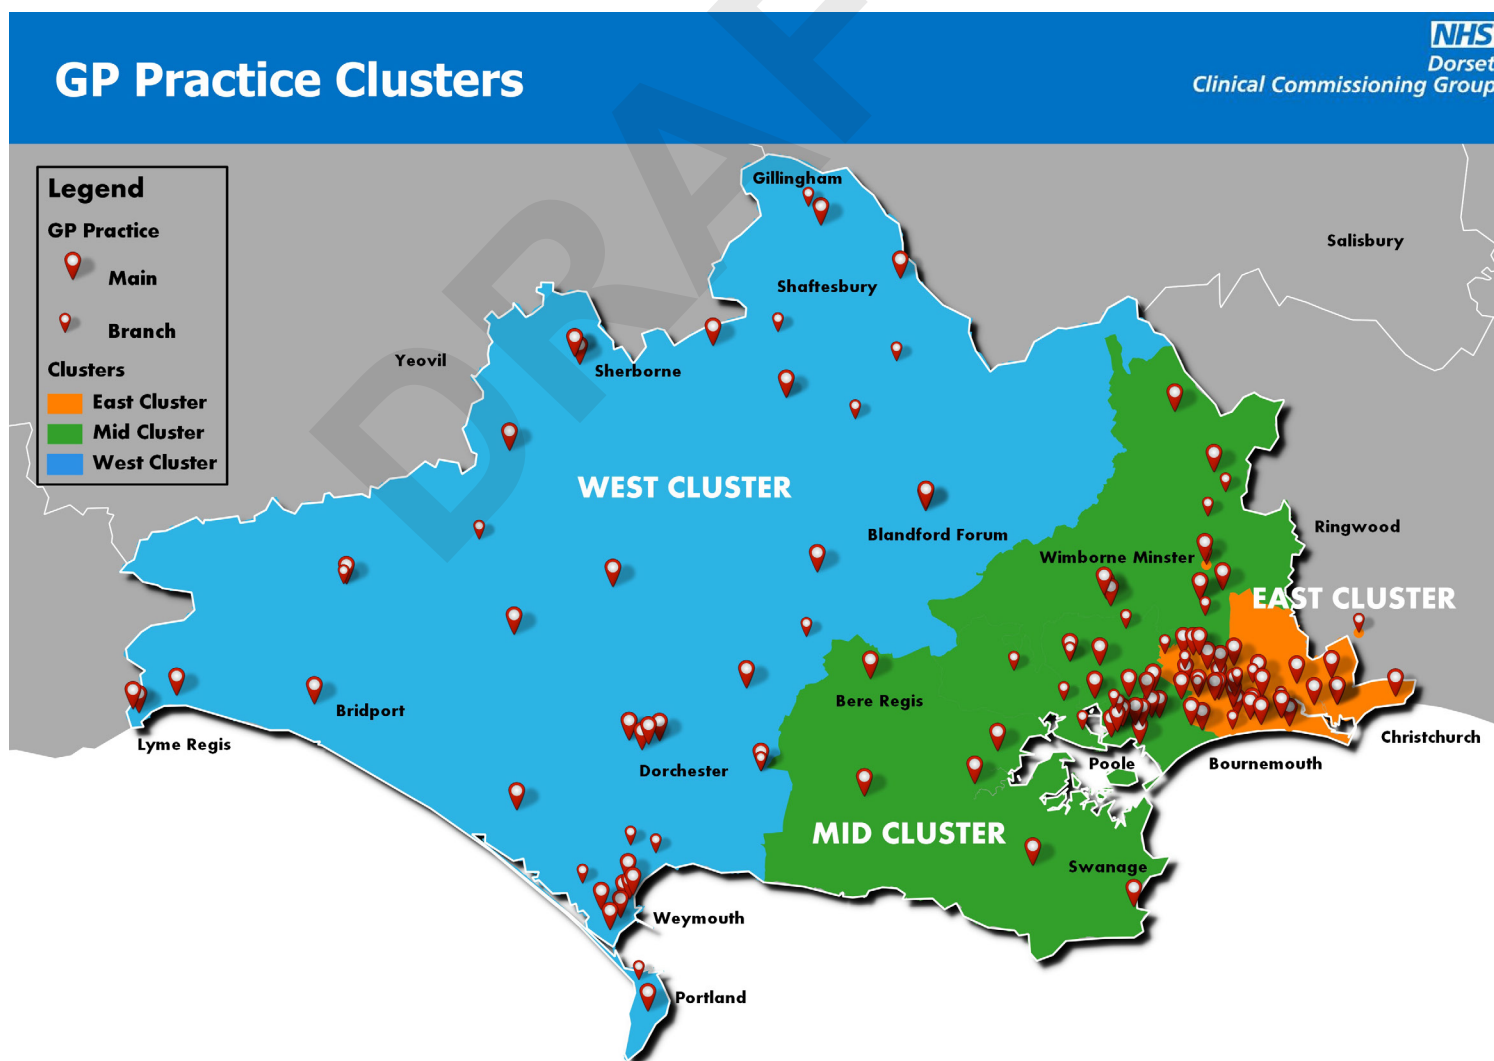 GP Practice Clusters
NHS
Dorset
Clinical Commissioning Group
Legend
GP Practice
Main
Branch
Clusters
East Cluster
Mid Cluster
West Cluster
DRAF
Gillingham
Salisbury
Shaftesbury
Yeovil
Sherborne
WEST CLUSTER
Ringwood
Blandford Forum
Wimborne Minster
EAST CLUSTER
Bere Regis
Bridport
Christchurch
Lyme Regis
Poole
Bournemouth
Dorchester
MID CLUSTER
Swanage
Weymouth
Portland